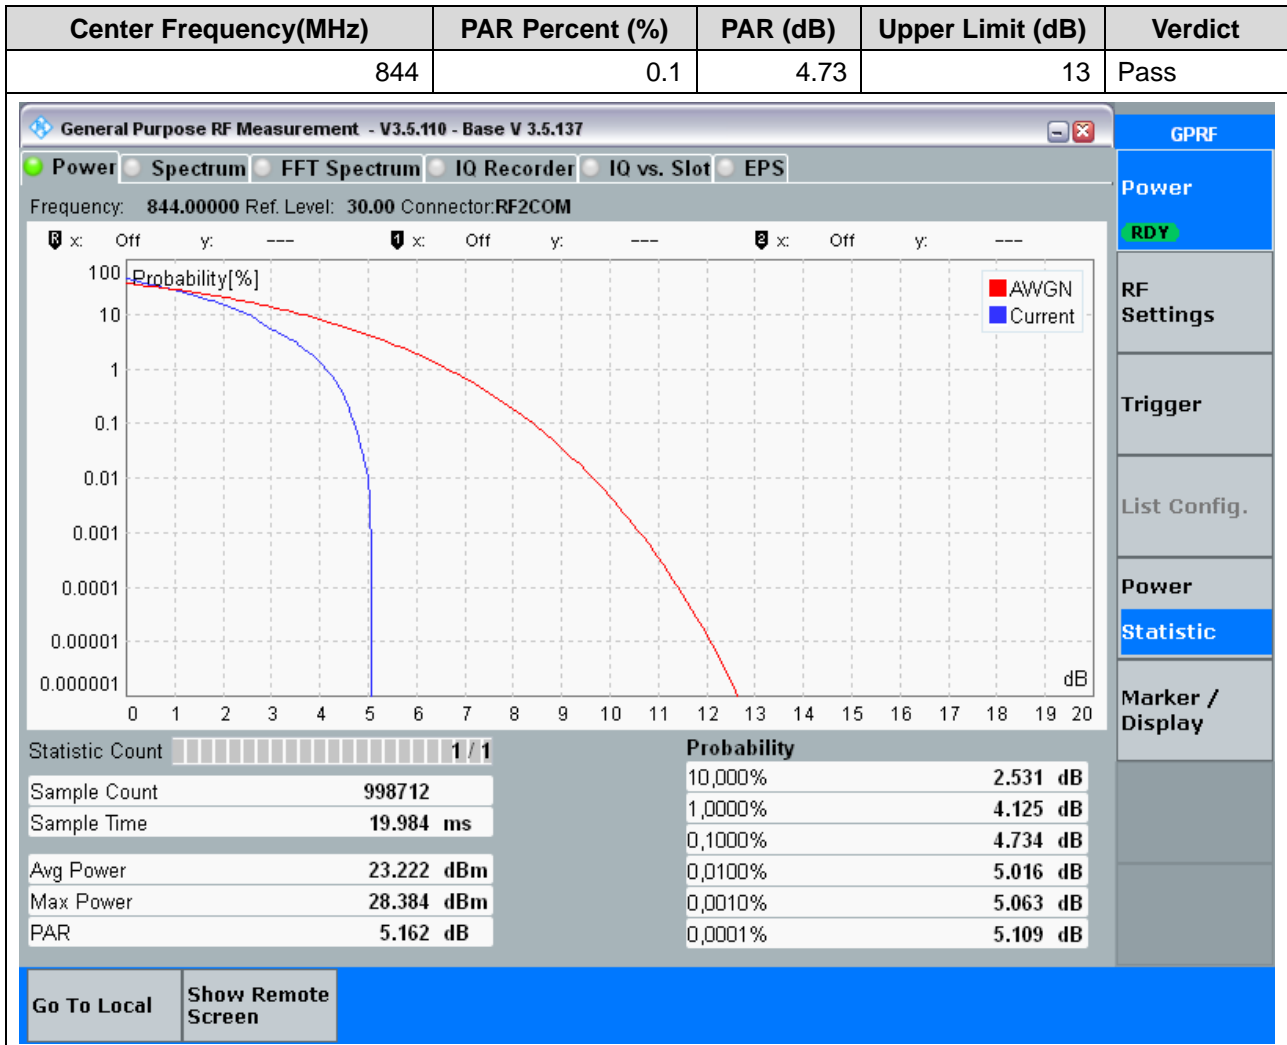 Center Frequency(MHz) PAR Percent (%) PAR (dB) Upper Limit (dB) Verdict
844 0.1 4.73 13 Pass
General Purpose RF Measurement - V3.5.110 - Base V 3.5.137
GPRF
Power Spectrum FFT Spectrum IQ Recorder IQ vs. Slot EPS
Power
RDY
Frequency: 844.00000 Ref. Level: 30.00 Connector:RF2COM
R x: Off y: --- 1 x: Off y: --- 2 x: Off y: ---
100 Probability[%]
AWGN
Current
10
1
0.1
0.01
0.001
0.0001
0.00001
0.000001
dB
0 1 2 3 4 5 6 7 8 9 10 11 12 13 14 15 16 17 18 19 20
RF
Settings
Trigger
List Config.
Power
Statistic
Marker /
Display
Statistic Count 1 / 1
Sample Count 998712
Sample Time 19.984 ms
Avg Power 23.222 dBm
Max Power 28.384 dBm
PAR 5.162 dB
Probability
10,000% 2.531 dB
1,0000% 4.125 dB
0,1000% 4.734 dB
0,0100% 5.016 dB
0,0010% 5.063 dB
0,0001% 5.109 dB
Go To Local
Show Remote
Screen